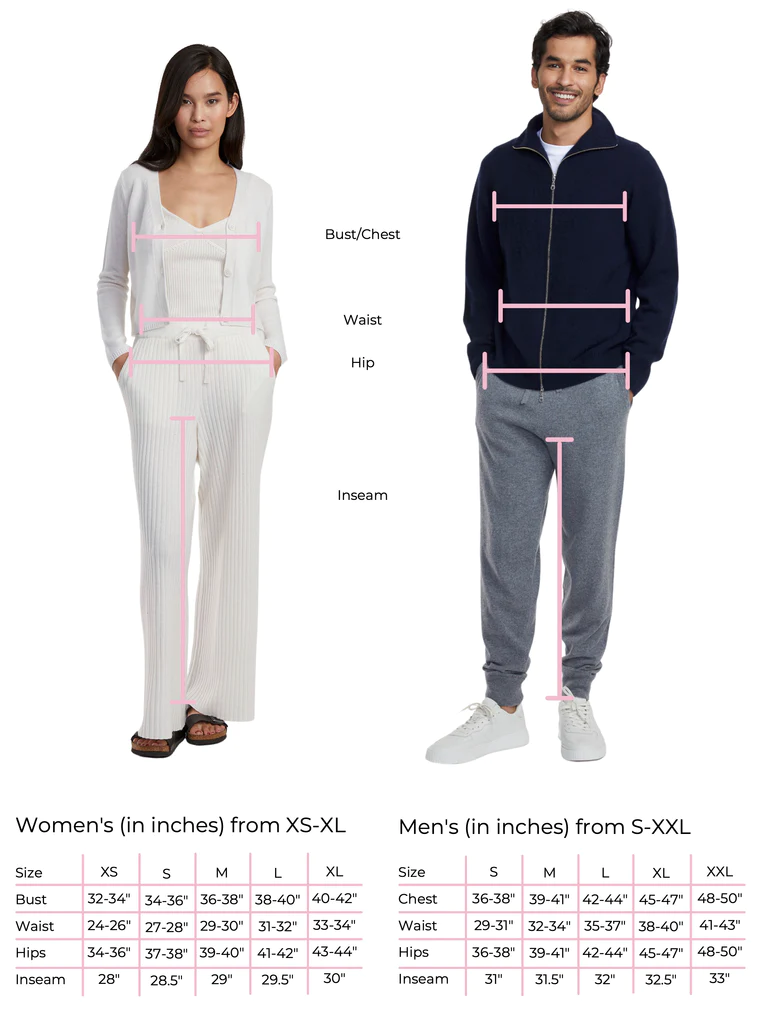 Bust/Chest
Waist
Hip
Inseam
Women's (in inches) from XS-XL
Size XS S M L XL
Bust 32-34" 34-36" 36-38" 38-40" 40-42"
Waist 24-26" 27-28" 29-30" 31-32" 33-34"
Hips 34-36" 37-38" 39-40" 41-42" 43-44"
Inseam 28" 28.5" 29" 29.5" 30"
Men's (in inches) from S-XXL
Size S M L XL XXL
Chest 36-38" 39-41" 42-44" 45-47" 48-50"
Waist 29-31" 32-34" 35-37" 38-40" 41-43"
Hips 36-38" 39-41" 42-44" 45-47" 48-50"
Inseam 31" 31.5" 32" 32.5" 33"